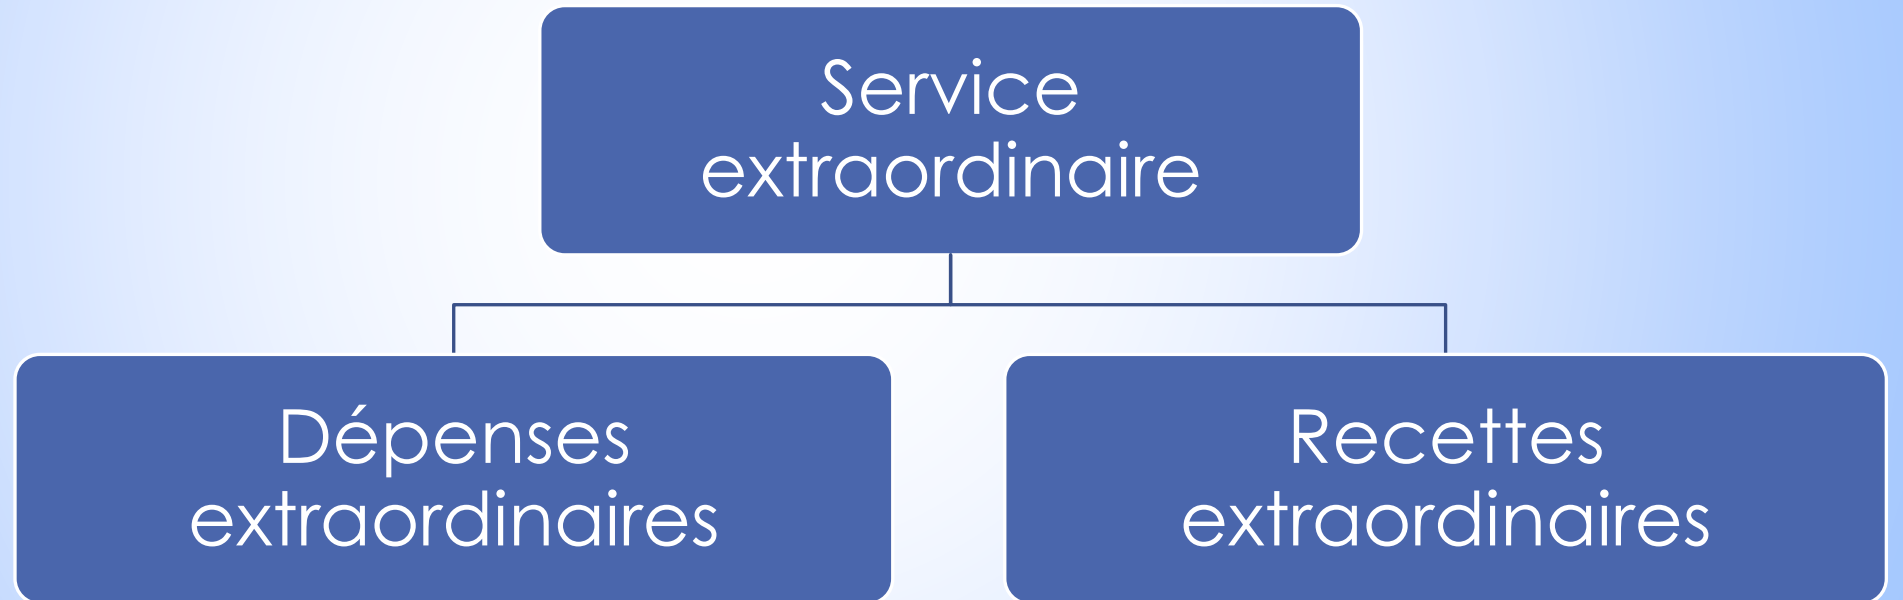 Service
extraordinaire
Dépenses
extraordinaires
Recettes
extraordinaires